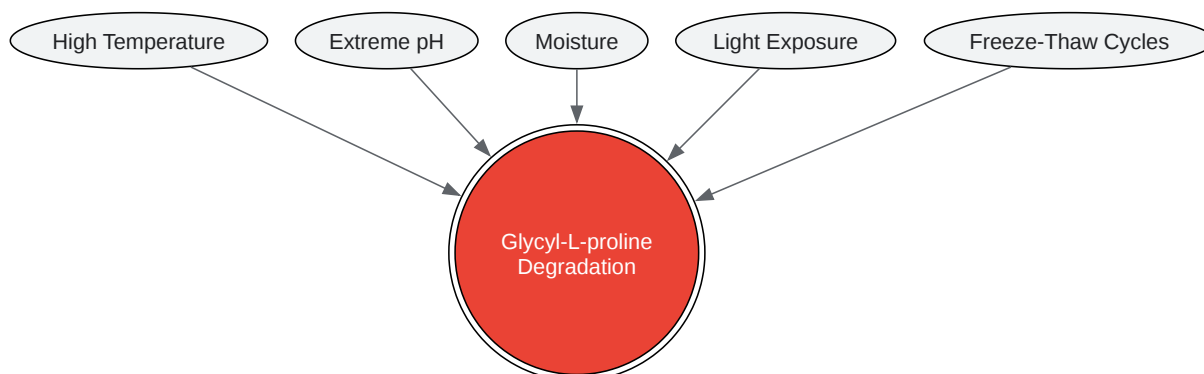 High Temperature
Extreme pH
Moisture
Light Exposure
Freeze-Thaw Cycles
Glycyl-L-proline
Degradation